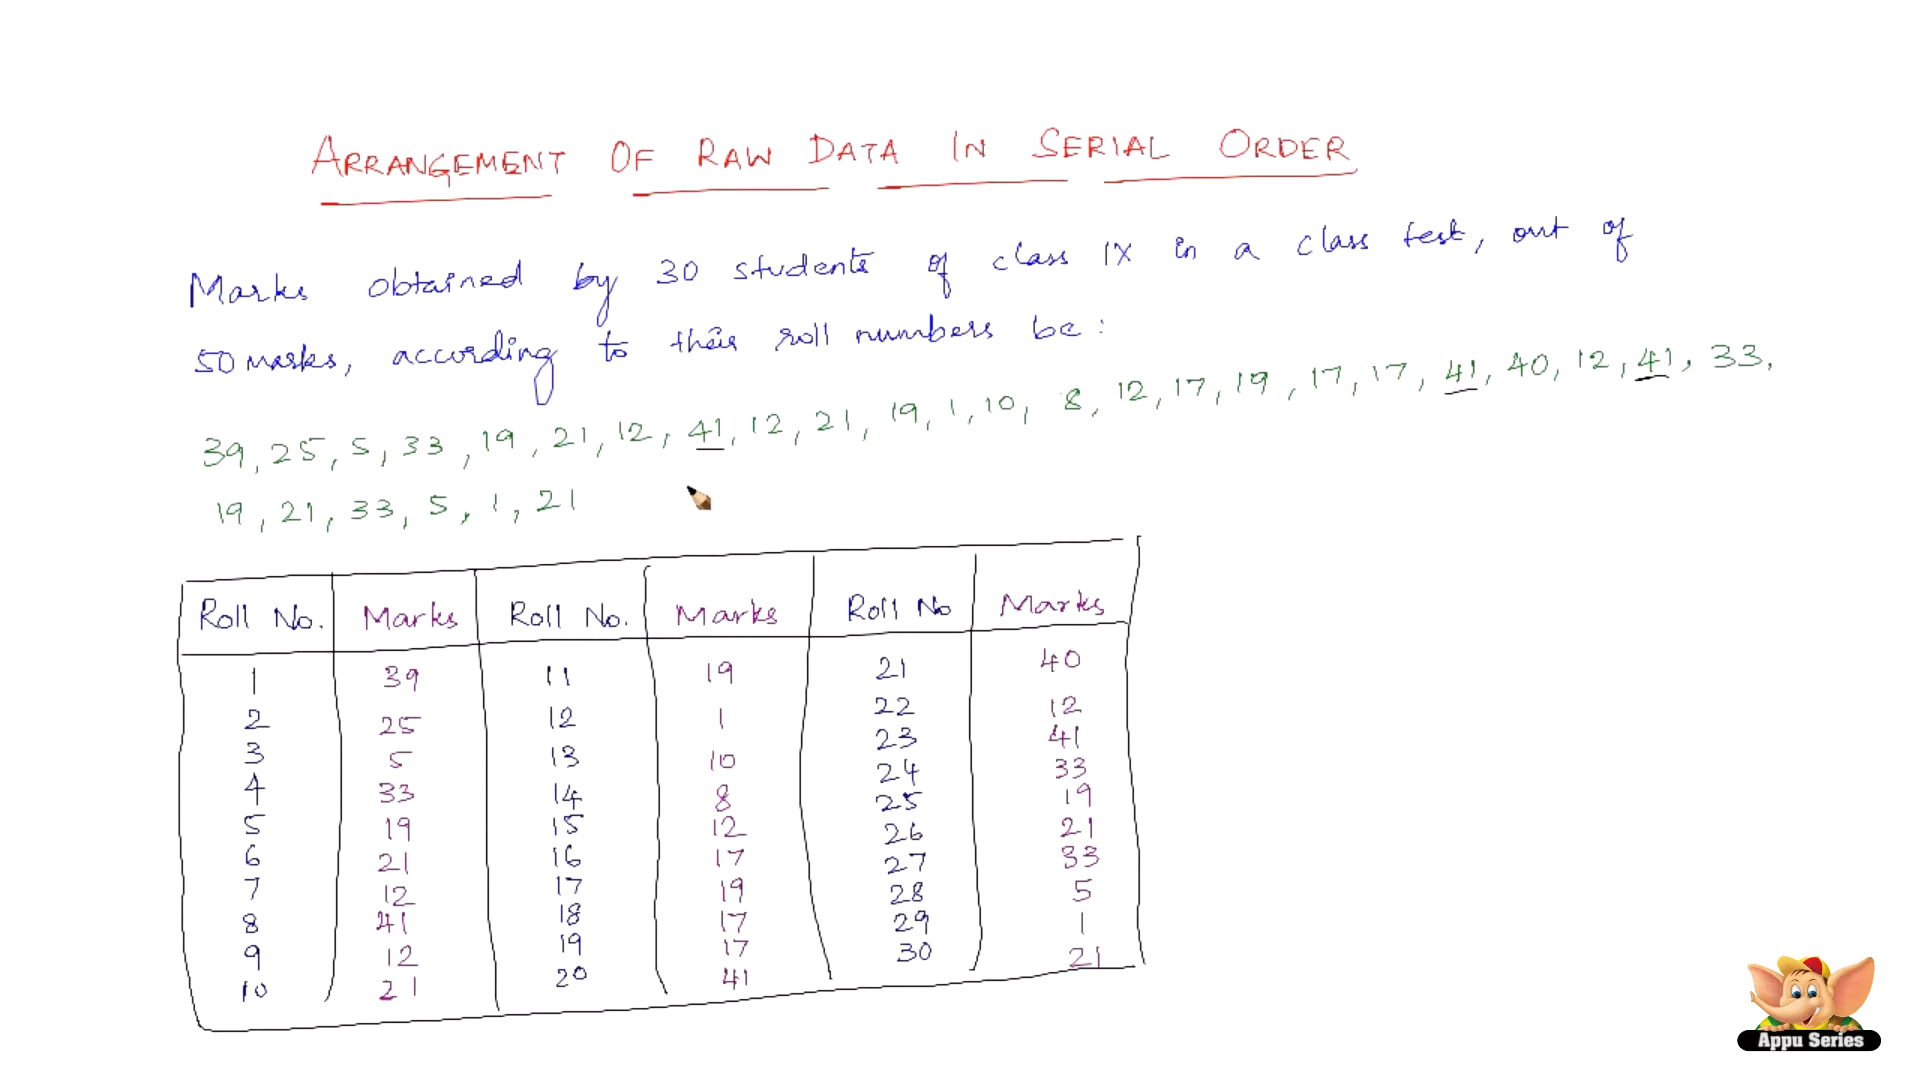 ARRANGEMENT OF RAW DATA IN SERIAL ORDER
Marks obtained by 30 students of class IX in a class test, out of
50 marks, according to their roll numbers be:
39, 25, 5, 33, 19, 21, 12, 41, 12, 21, 19, 1, 10, 8, 12, 17, 19, 17, 17, 41, 40, 12, 41, 33,
19, 21, 33, 5, 1, 21
Roll No. Marks Roll No. Marks Roll No Marks
1 39 11 19 21 40
2 25 12 1 22 12
3 5 13 10 23 41
4 33 14 8 24 33
5 19 15 12 25 19
6 21 16 17 26 21
7 12 17 19 27 33
8 41 18 17 28 5
9 12 19 17 29 1
10 21 20 41 30 21
Appu Series